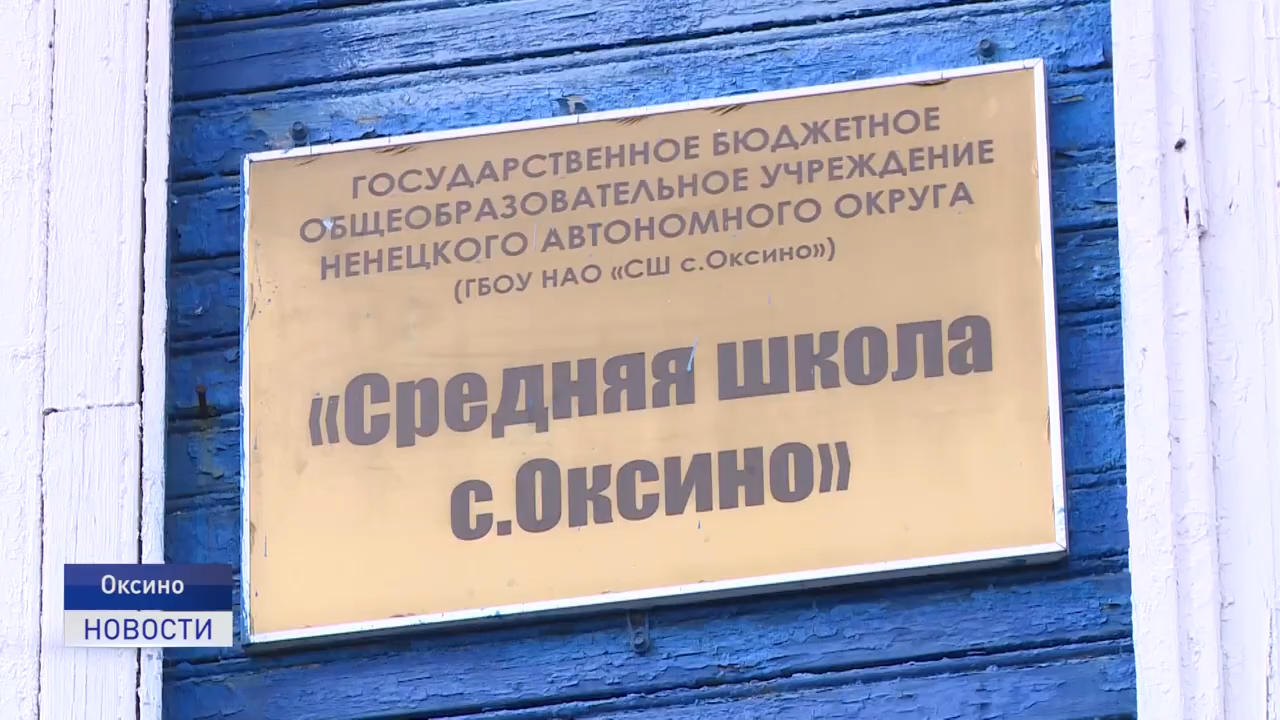 ГОСУДАРСТВЕННОЕ БЮДЖЕТНОЕ
ОБЩЕОБРАЗОВАТЕЛЬНОЕ УЧРЕЖДЕНИЕ
НЕНЕЦКОГО АВТОНОМНОГО ОКРУГА
(ГБОУ НАО «СШ с.Оксино»)
«Средняя школа
с.Оксино»
Оксино
НОВОСТИ